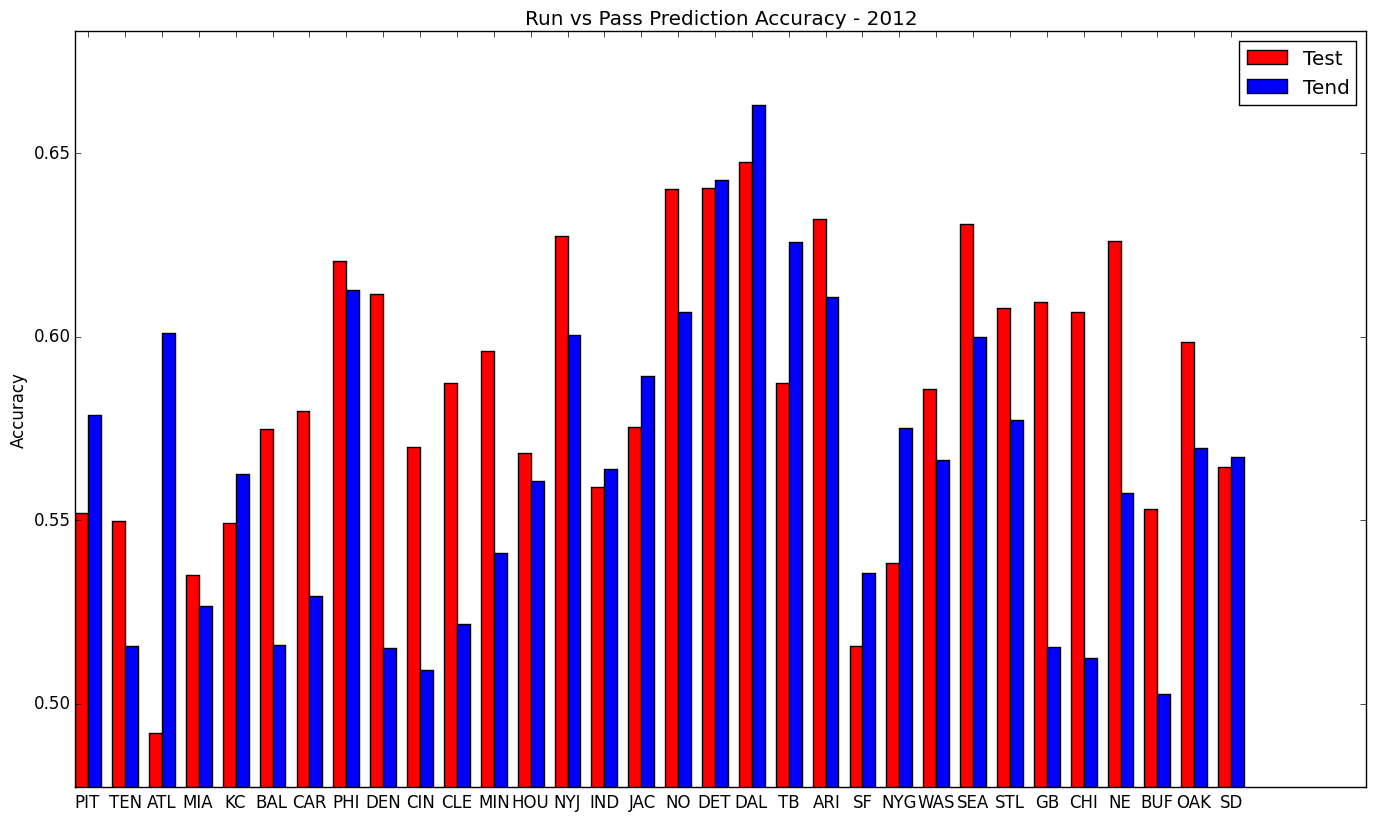 Run vs Pass Prediction Accuracy - 2012
Test
Tend
0.65
0.60
0.55
0.50
Accuracy
PIT TEN ATL MIA KC BAL CAR PHI DEN CIN CLE MIN HOU NYJ IND JAC NO DET DAL TB ARI SF NYG WAS SEA STL GB CHI NE BUF OAK SD